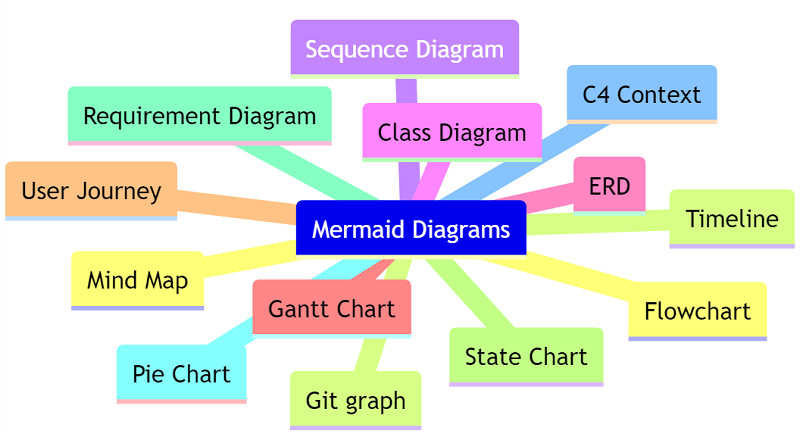 Sequence Diagram
C4 Context
Requirement Diagram
Class Diagram
User Journey
ERD
Timeline
Mermaid Diagrams
Mind Map
Gantt Chart
Flowchart
State Chart
Pie Chart
Git graph